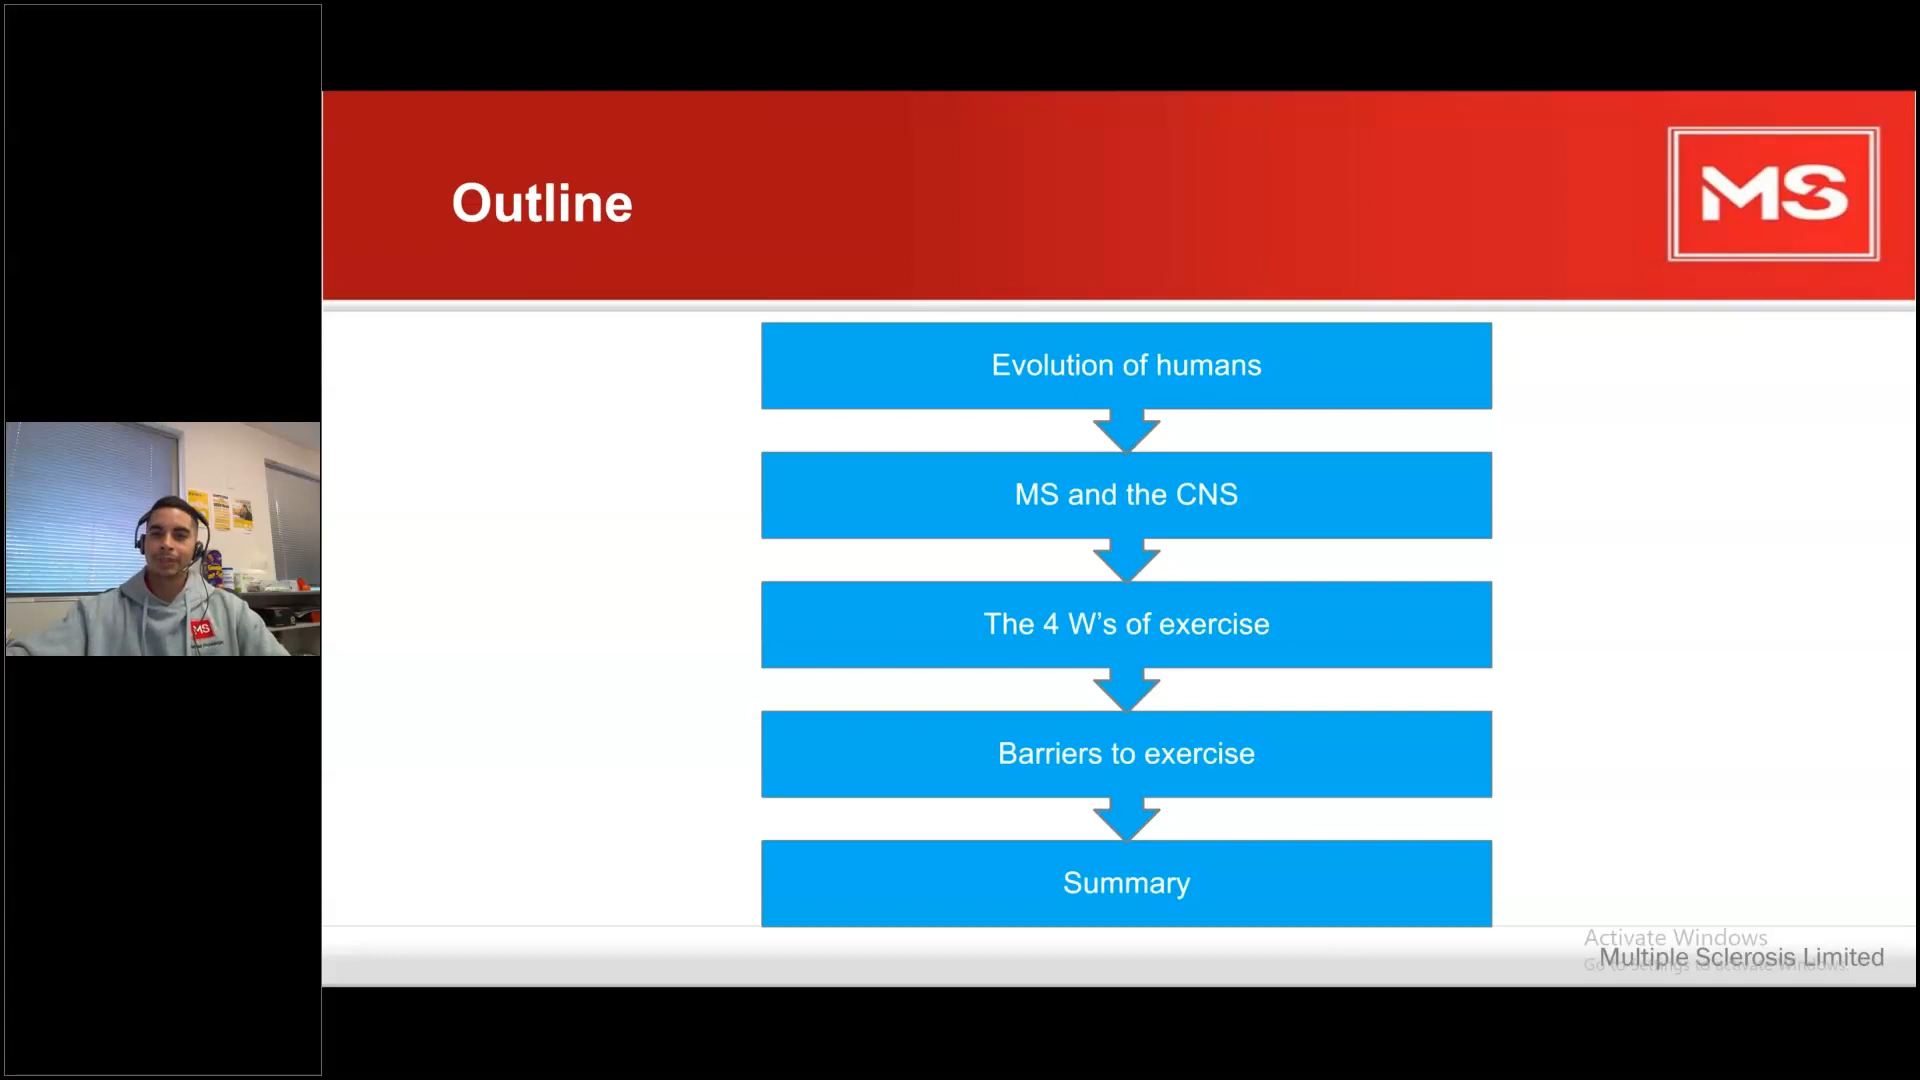 Outline
MS
Evolution of humans
MS and the CNS
The 4 W’s of exercise
Barriers to exercise
Summary
Activate Windows
Go to Settings to activate Windows.
Multiple Sclerosis Limited
MS